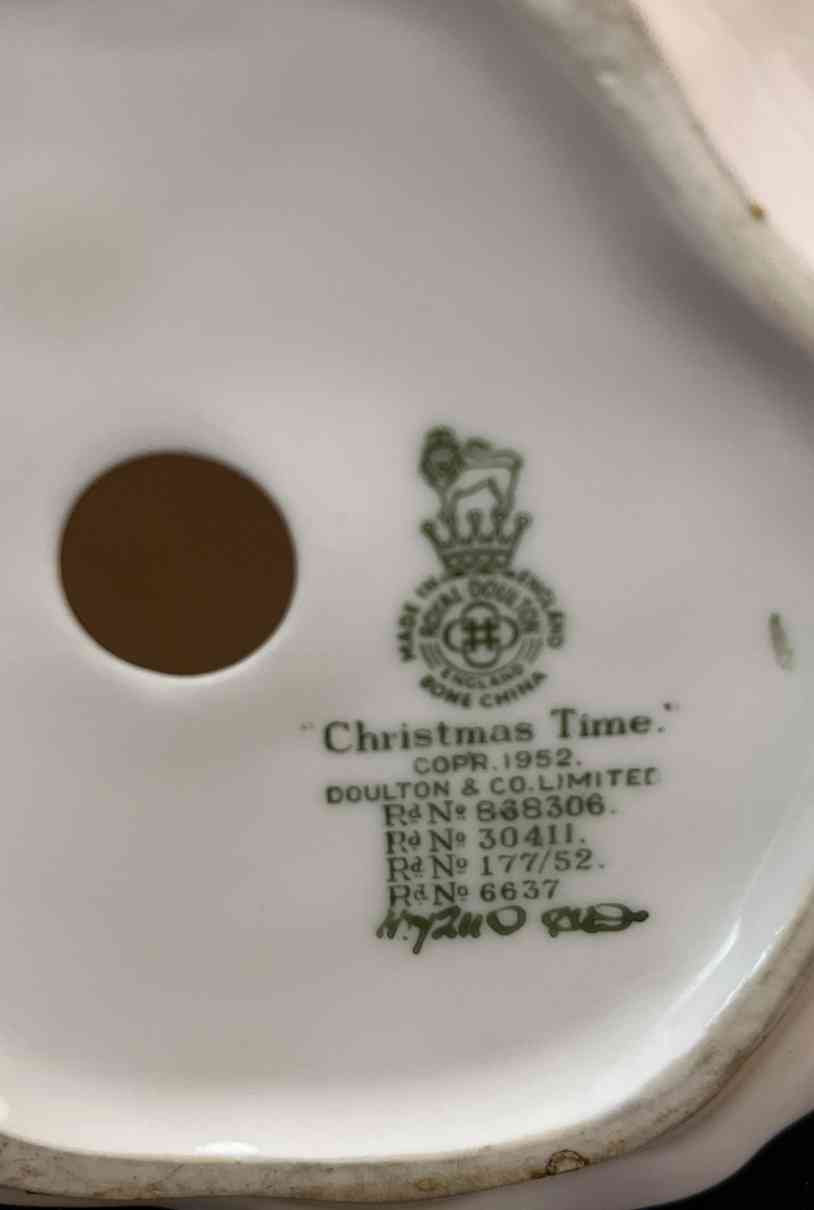 MADE IN ENGLAND
ROYAL DOULTON
ENGLAND
BONE CHINA
"Christmas Time."
COPR.1952.
DOULTON & CO.LIMITED
Rd No 868306.
Rd No 30411.
Rd No 177/52.
Rd No 6637